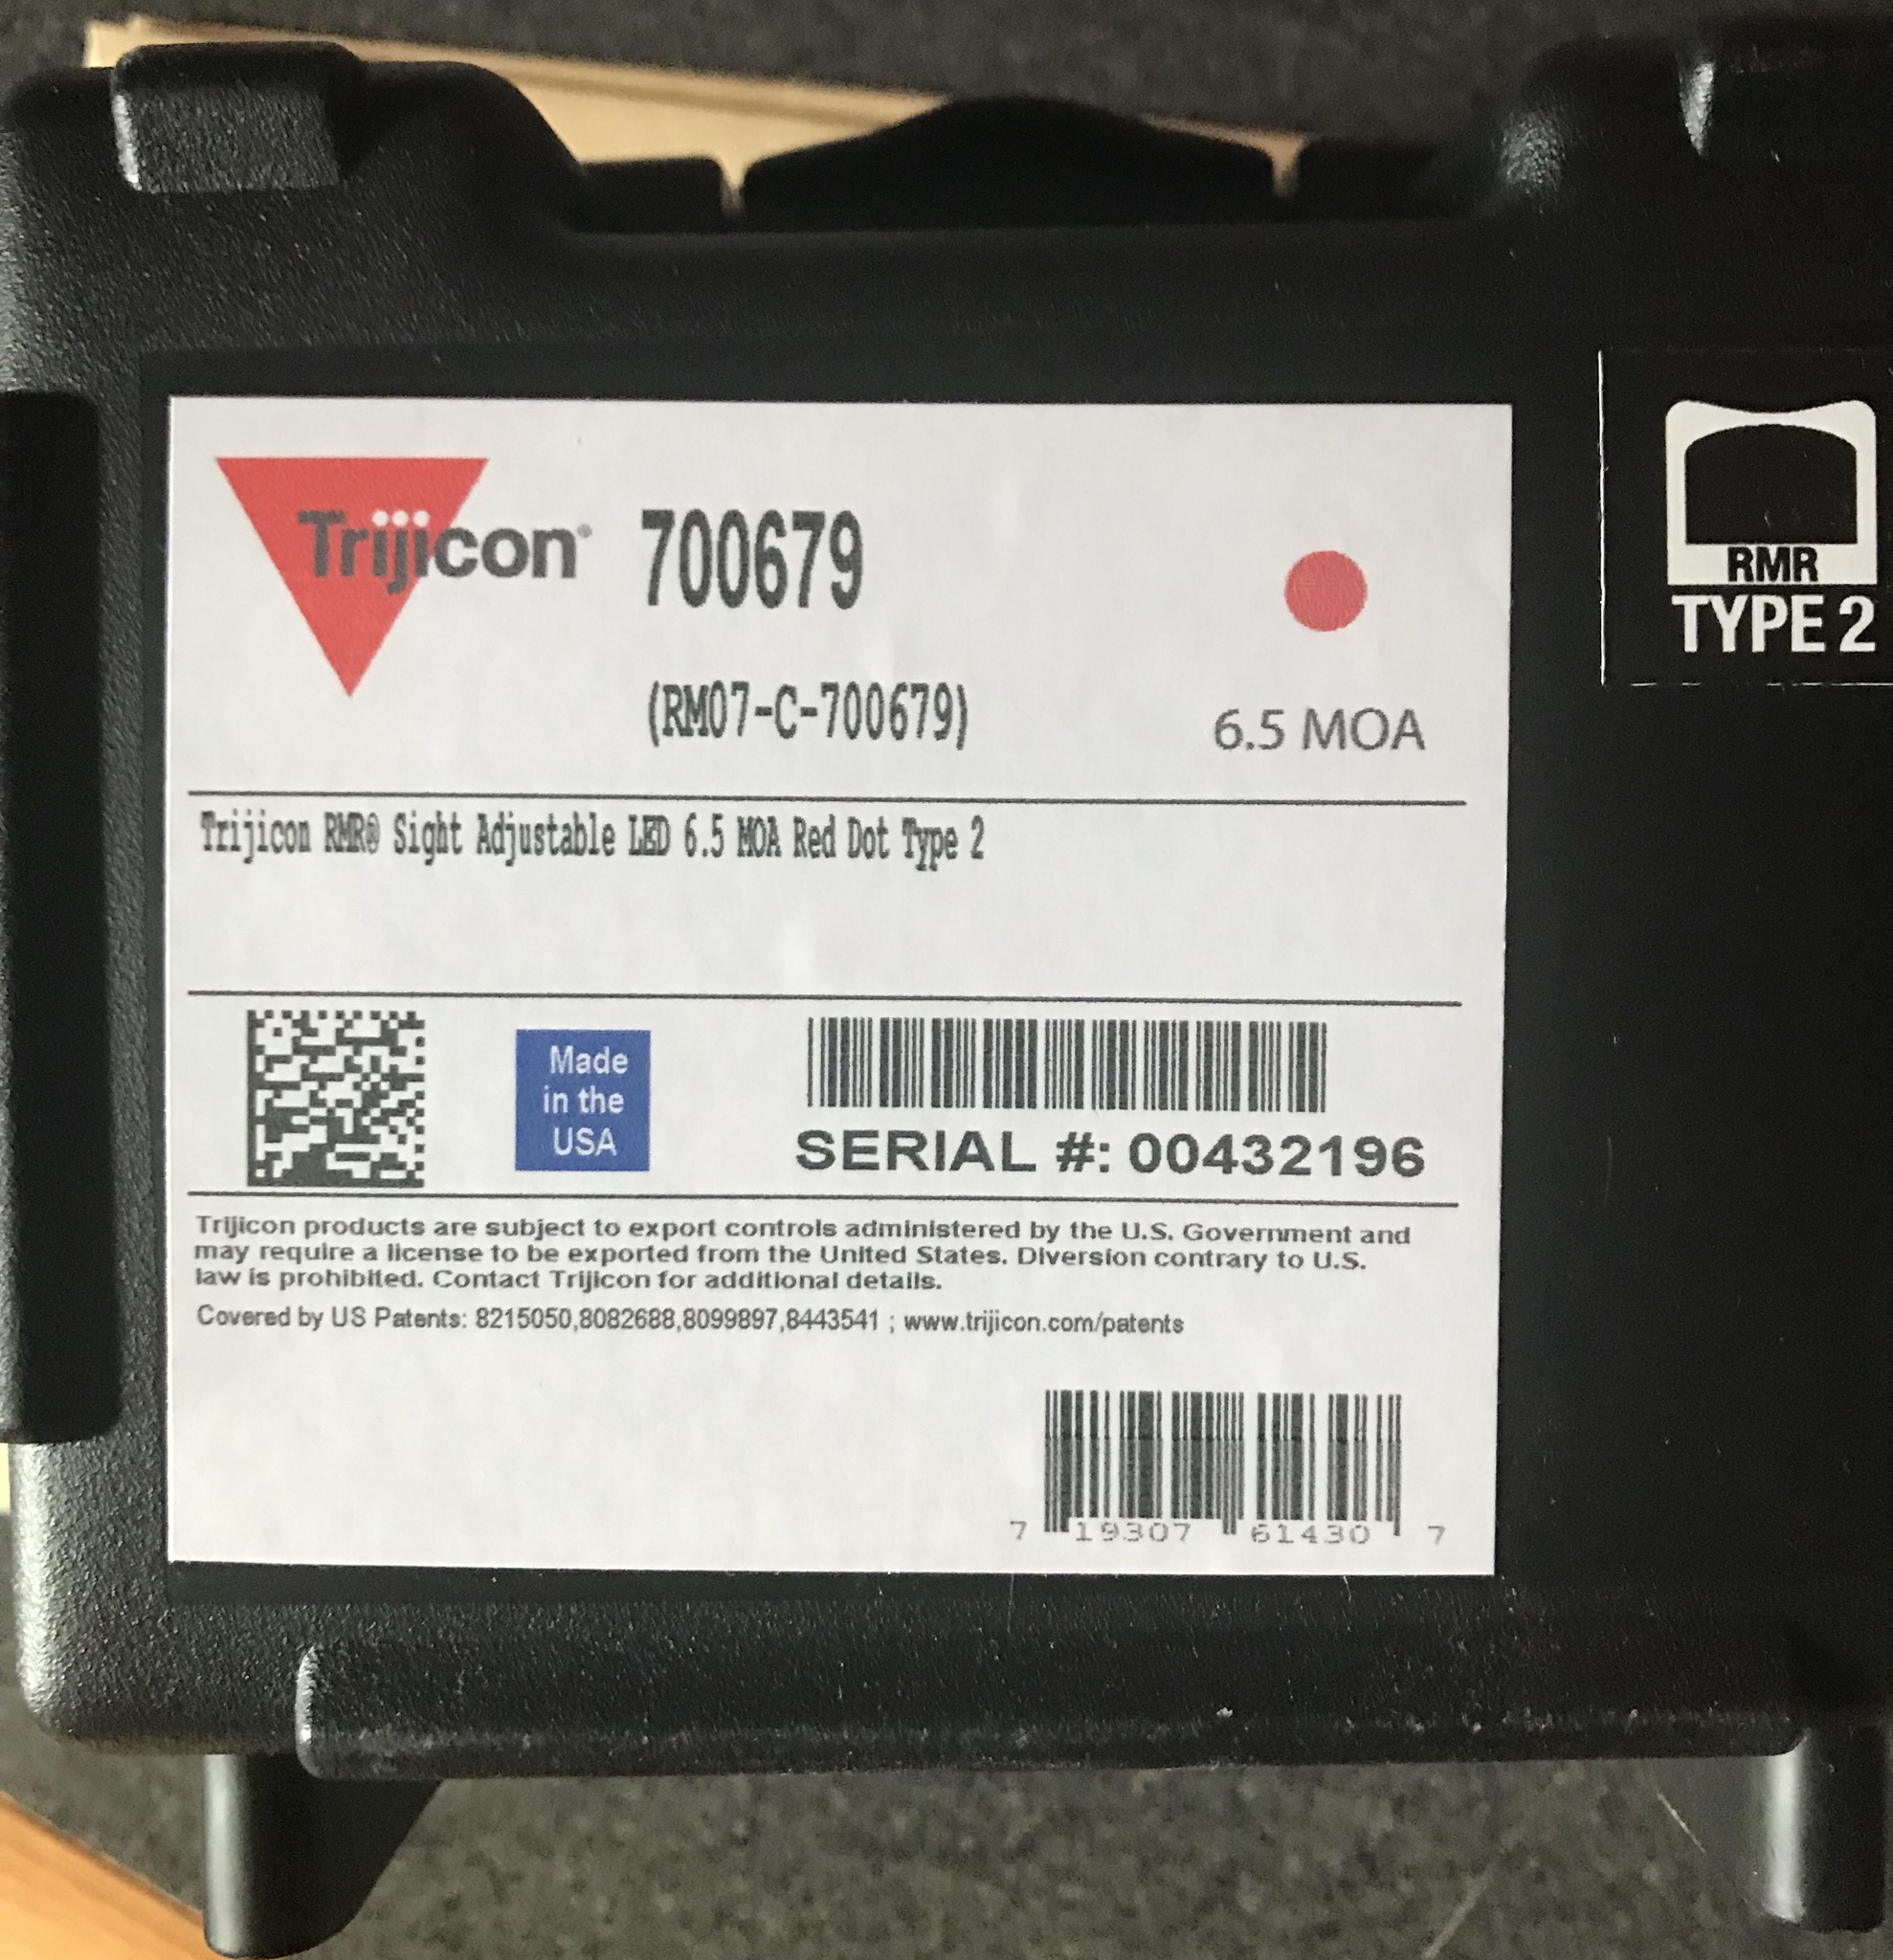 Trijicon®
700679
(RM07-C-700679)
6.5 MOA
RMR
TYPE 2
Trijicon RMR® Sight Adjustable LED 6.5 MOA Red Dot Type 2
Made
in the
USA
SERIAL #: 00432196
Trijicon products are subject to export controls administered by the U.S. Government and
may require a license to be exported from the United States. Diversion contrary to U.S.
law is prohibited. Contact Trijicon for additional details.
Covered by US Patents: 8215050,8082688,8099897,8443541 ; www.trijicon.com/patents
7 19307 61430 7